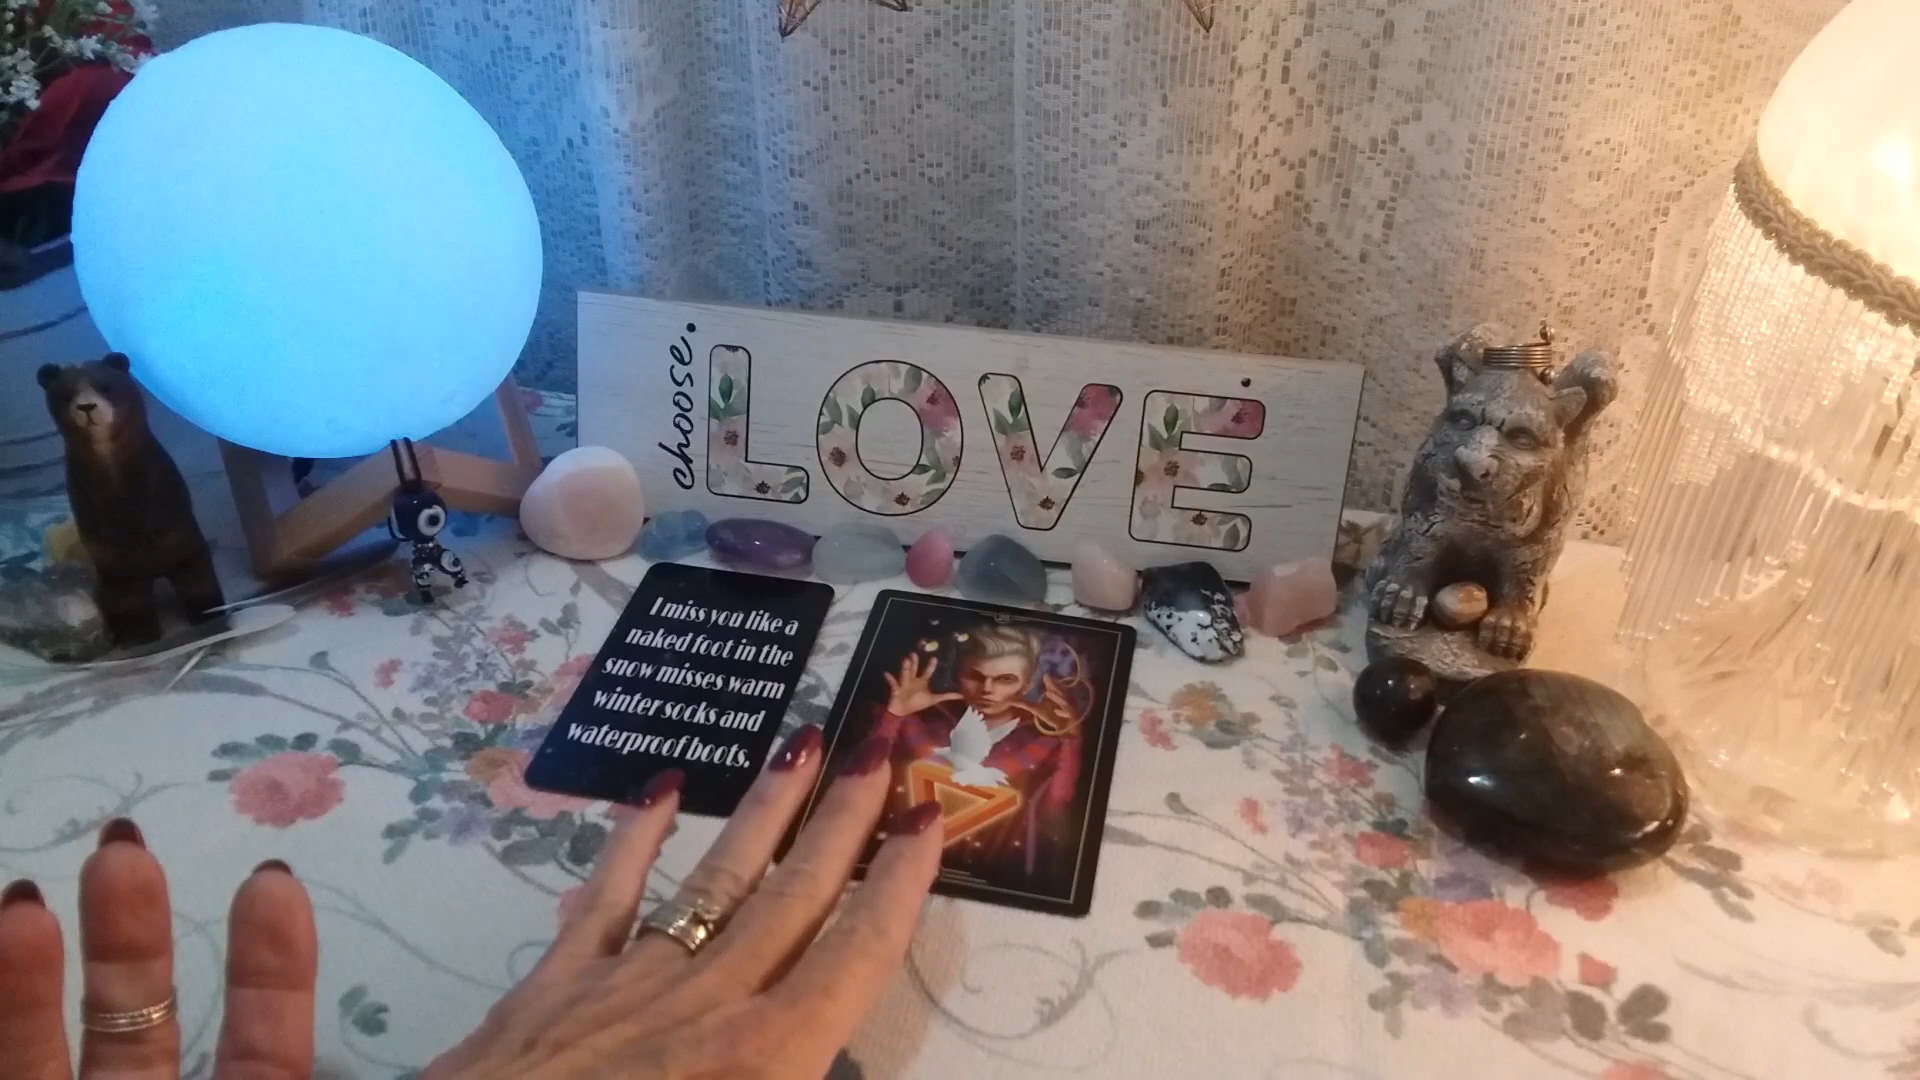 choose.
LOVE
I miss you like a
naked foot in the
snow misses warm
winter socks and
waterproof boots.